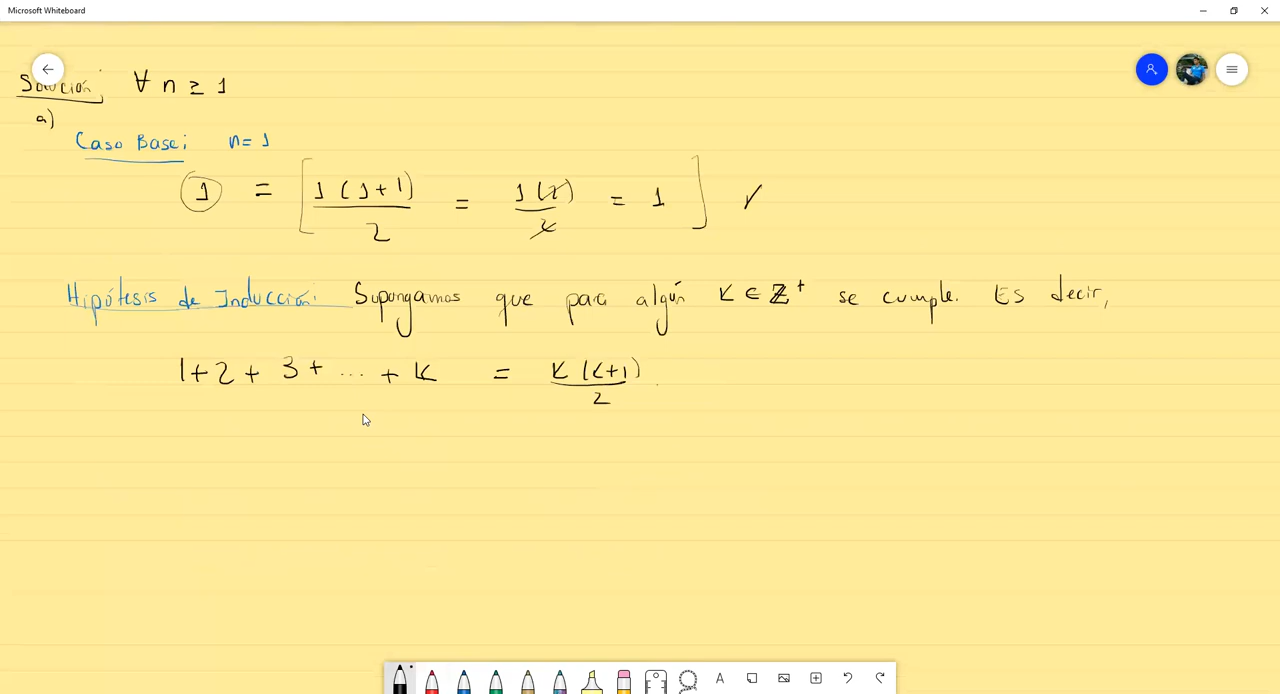 Microsoft Whiteboard
Solución: ∀ n ≥ 1
a)
Caso Base: n=1
1 = [ 1(1+1)/2 = 1(2)/2 = 1 ] ✓
Hipótesis de Inducción: Supongamos que para algún K ∈ ℤ⁺ se cumple. Es decir,
1+2+3+ ... + K = K(K+1)/2
A